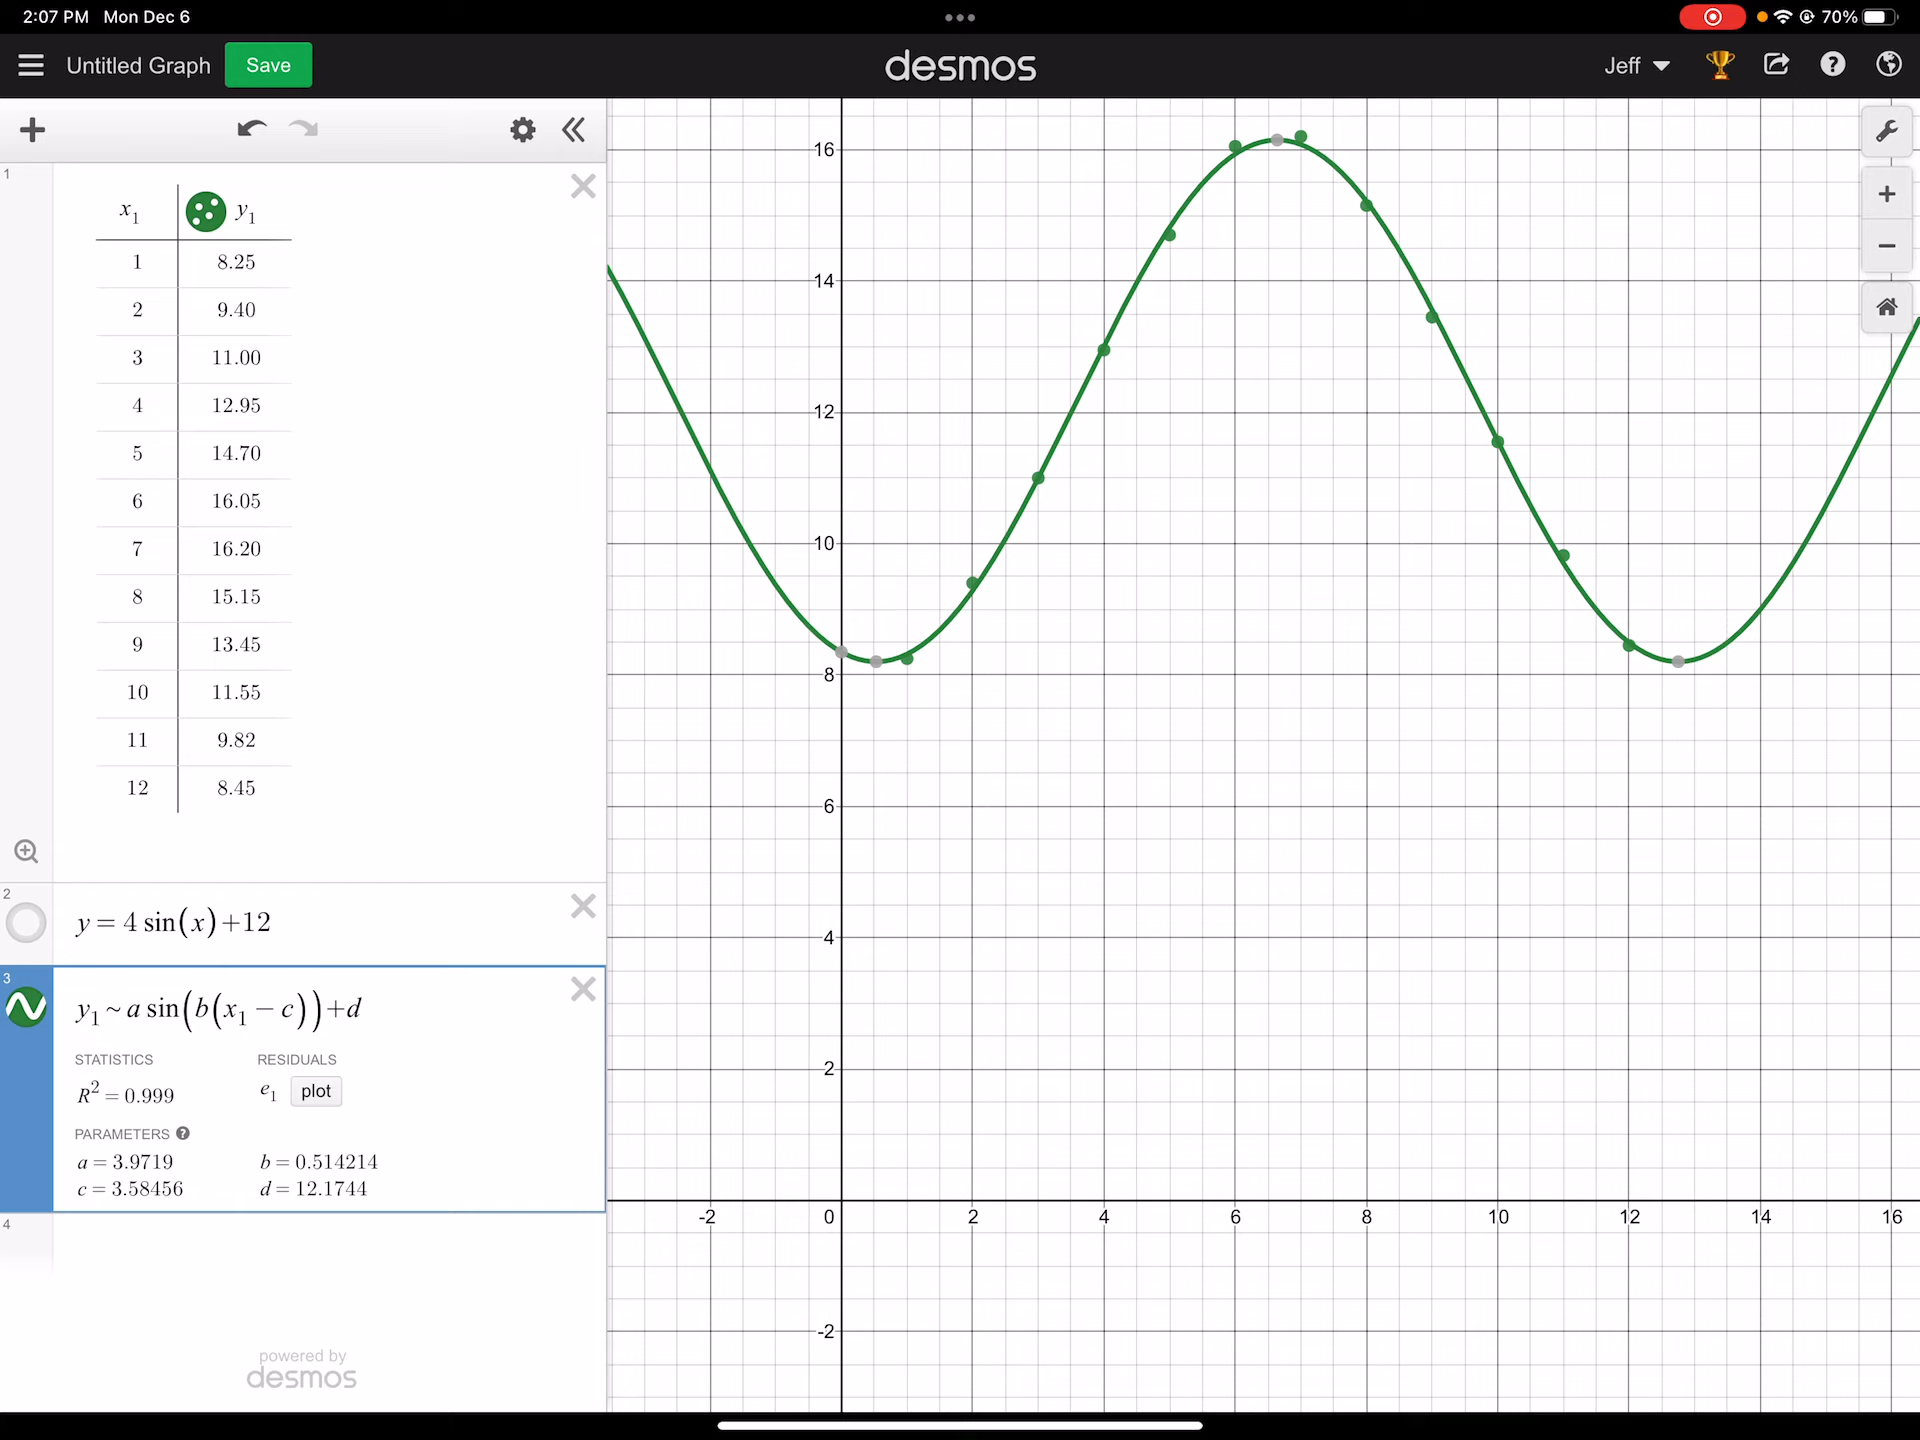 2:07 PM Mon Dec 6
70%
Untitled Graph
Save
desmos
Jeff
1
x₁ y₁
1 8.25
2 9.40
3 11.00
4 12.95
5 14.70
6 16.05
7 16.20
8 15.15
9 13.45
10 11.55
11 9.82
12 8.45
2
y = 4 sin(x)+12
3
y₁ ~ a sin(b(x₁ − c))+d
STATISTICS RESIDUALS
R² = 0.999 e₁ plot
PARAMETERS ?
a = 3.9719 b = 0.514214
c = 3.58456 d = 12.1744
4
powered by
desmos
16
14
12
10
8
6
4
2
-2 0 2 4 6 8 10 12 14 16
-2